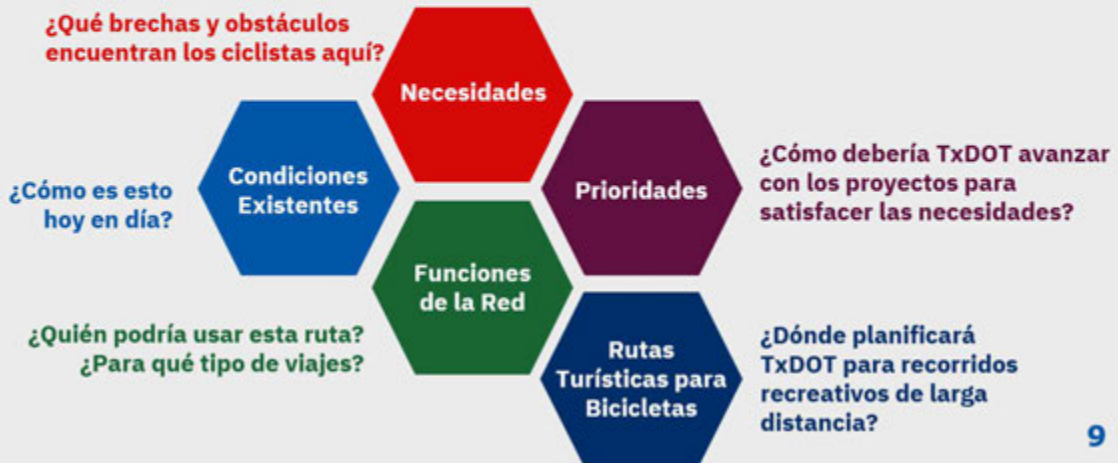 ¿Qué brechas y obstáculos
encuentran los ciclistas aquí?
Necesidades
Condiciones
Existentes
¿Cómo es esto
hoy en día?
Prioridades
¿Cómo debería TxDOT avanzar
con los proyectos para
satisfacer las necesidades?
Funciones
de la Red
¿Quién podría usar esta ruta?
¿Para qué tipo de viajes?
Rutas
Turísticas para
Bicicletas
¿Dónde planificará
TxDOT para recorridos
recreativos de larga
distancia?
9